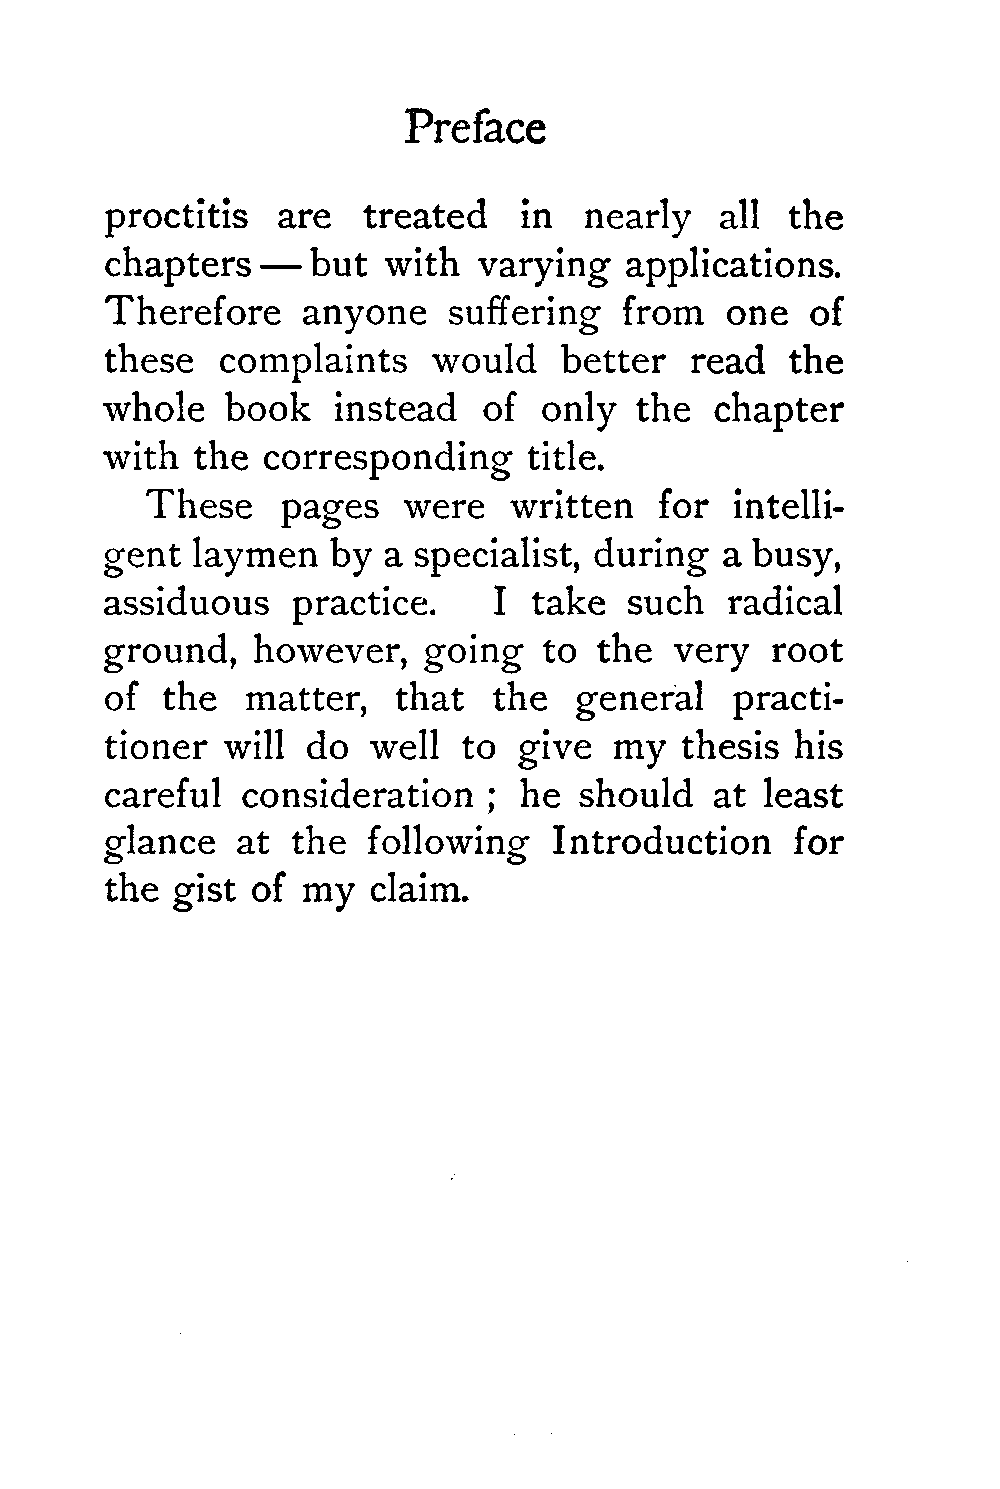 Preface
proctitis are treated in nearly all the
chapters — but with varying applications.
Therefore anyone suffering from one of
these complaints would better read the
whole book instead of only the chapter
with the corresponding title.
These pages were written for intelli-
gent laymen by a specialist, during a busy,
assiduous practice. I take such radical
ground, however, going to the very root
of the matter, that the general practi-
tioner will do well to give my thesis his
careful consideration ; he should at least
glance at the following Introduction for
the gist of my claim.